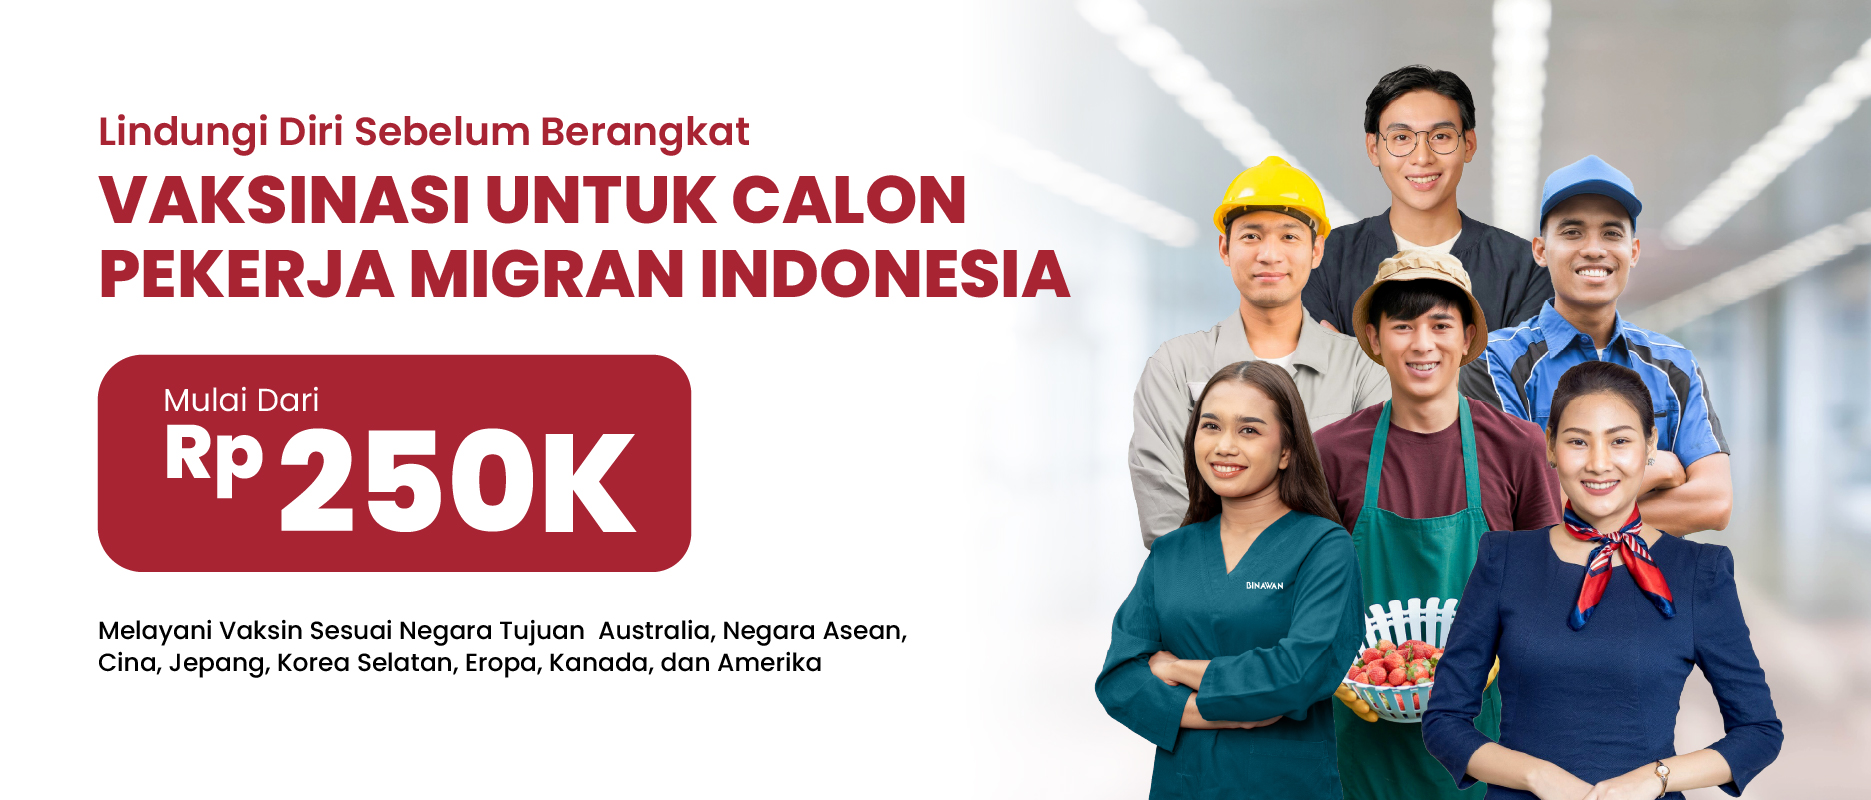 Lindungi Diri Sebelum Berangkat
VAKSINASI UNTUK CALON
PEKERJA MIGRAN INDONESIA
Mulai Dari
Rp 250K
Melayani Vaksin Sesuai Negara Tujuan  Australia, Negara Asean,
Cina, Jepang, Korea Selatan, Eropa, Kanada, dan Amerika
BINAWAN